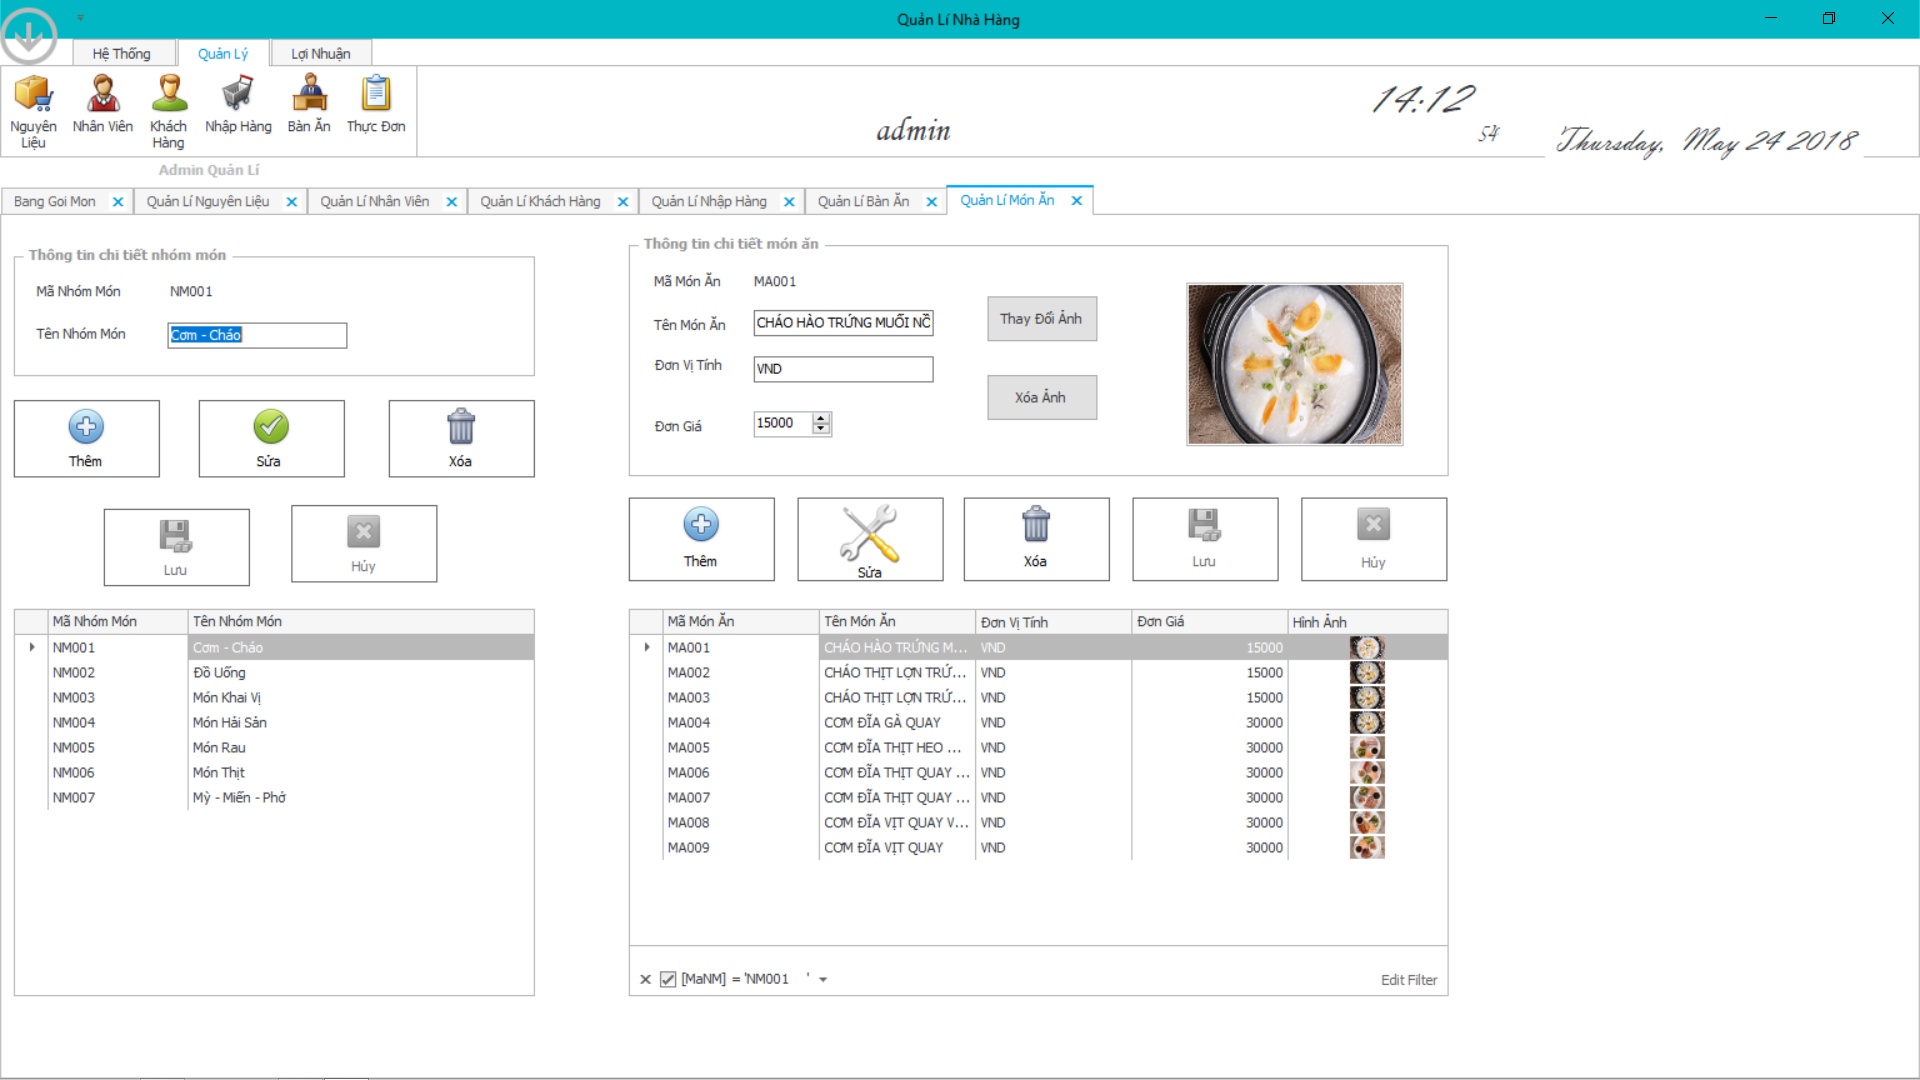 Quản Lí Nhà Hàng
Hệ Thống
Quản Lý
Lợi Nhuận
Nguyên Liệu
Nhân Viên
Khách Hàng
Nhập Hàng
Bàn Ăn
Thực Đơn
Admin Quản Lí
admin
14:12
54
Thursday, May 24 2018
Bang Goi Mon
Quản Lí Nguyên Liệu
Quản Lí Nhân Viên
Quản Lí Khách Hàng
Quản Lí Nhập Hàng
Quản Lí Bàn Ăn
Quản Lí Món Ăn
Thông tin chi tiết nhóm món
Mã Nhóm Món NM001
Tên Nhóm Món Cơm - Cháo
Thêm
Sửa
Xóa
Lưu
Hủy
Mã Nhóm Món Tên Nhóm Món
NM001 Cơm - Cháo
NM002 Đồ Uống
NM003 Món Khai Vị
NM004 Món Hải Sản
NM005 Món Rau
NM006 Món Thịt
NM007 Mỳ - Miến - Phở
Thông tin chi tiết món ăn
Mã Món Ăn MA001
Tên Món Ăn CHÁO HÀO TRỨNG MUỐI NỒ
Đơn Vị Tính VND
Đơn Giá 15000
Thay Đổi Ảnh
Xóa Ảnh
Thêm
Sửa
Xóa
Lưu
Hủy
Mã Món Ăn Tên Món Ăn Đơn Vị Tính Đơn Giá Hình Ảnh
MA001 CHÁO HÀO TRỨNG M... VND 15000
MA002 CHÁO THỊT LỢN TRỨ... VND 15000
MA003 CHÁO THỊT LỢN TRỨ... VND 15000
MA004 CƠM ĐĨA GÀ QUAY VND 30000
MA005 CƠM ĐĨA THỊT HEO ... VND 30000
MA006 CƠM ĐĨA THỊT QUAY ... VND 30000
MA007 CƠM ĐĨA THỊT QUAY ... VND 30000
MA008 CƠM ĐĨA VỊT QUAY V... VND 30000
MA009 CƠM ĐĨA VỊT QUAY VND 30000
[MaNM] = 'NM001 '
Edit Filter